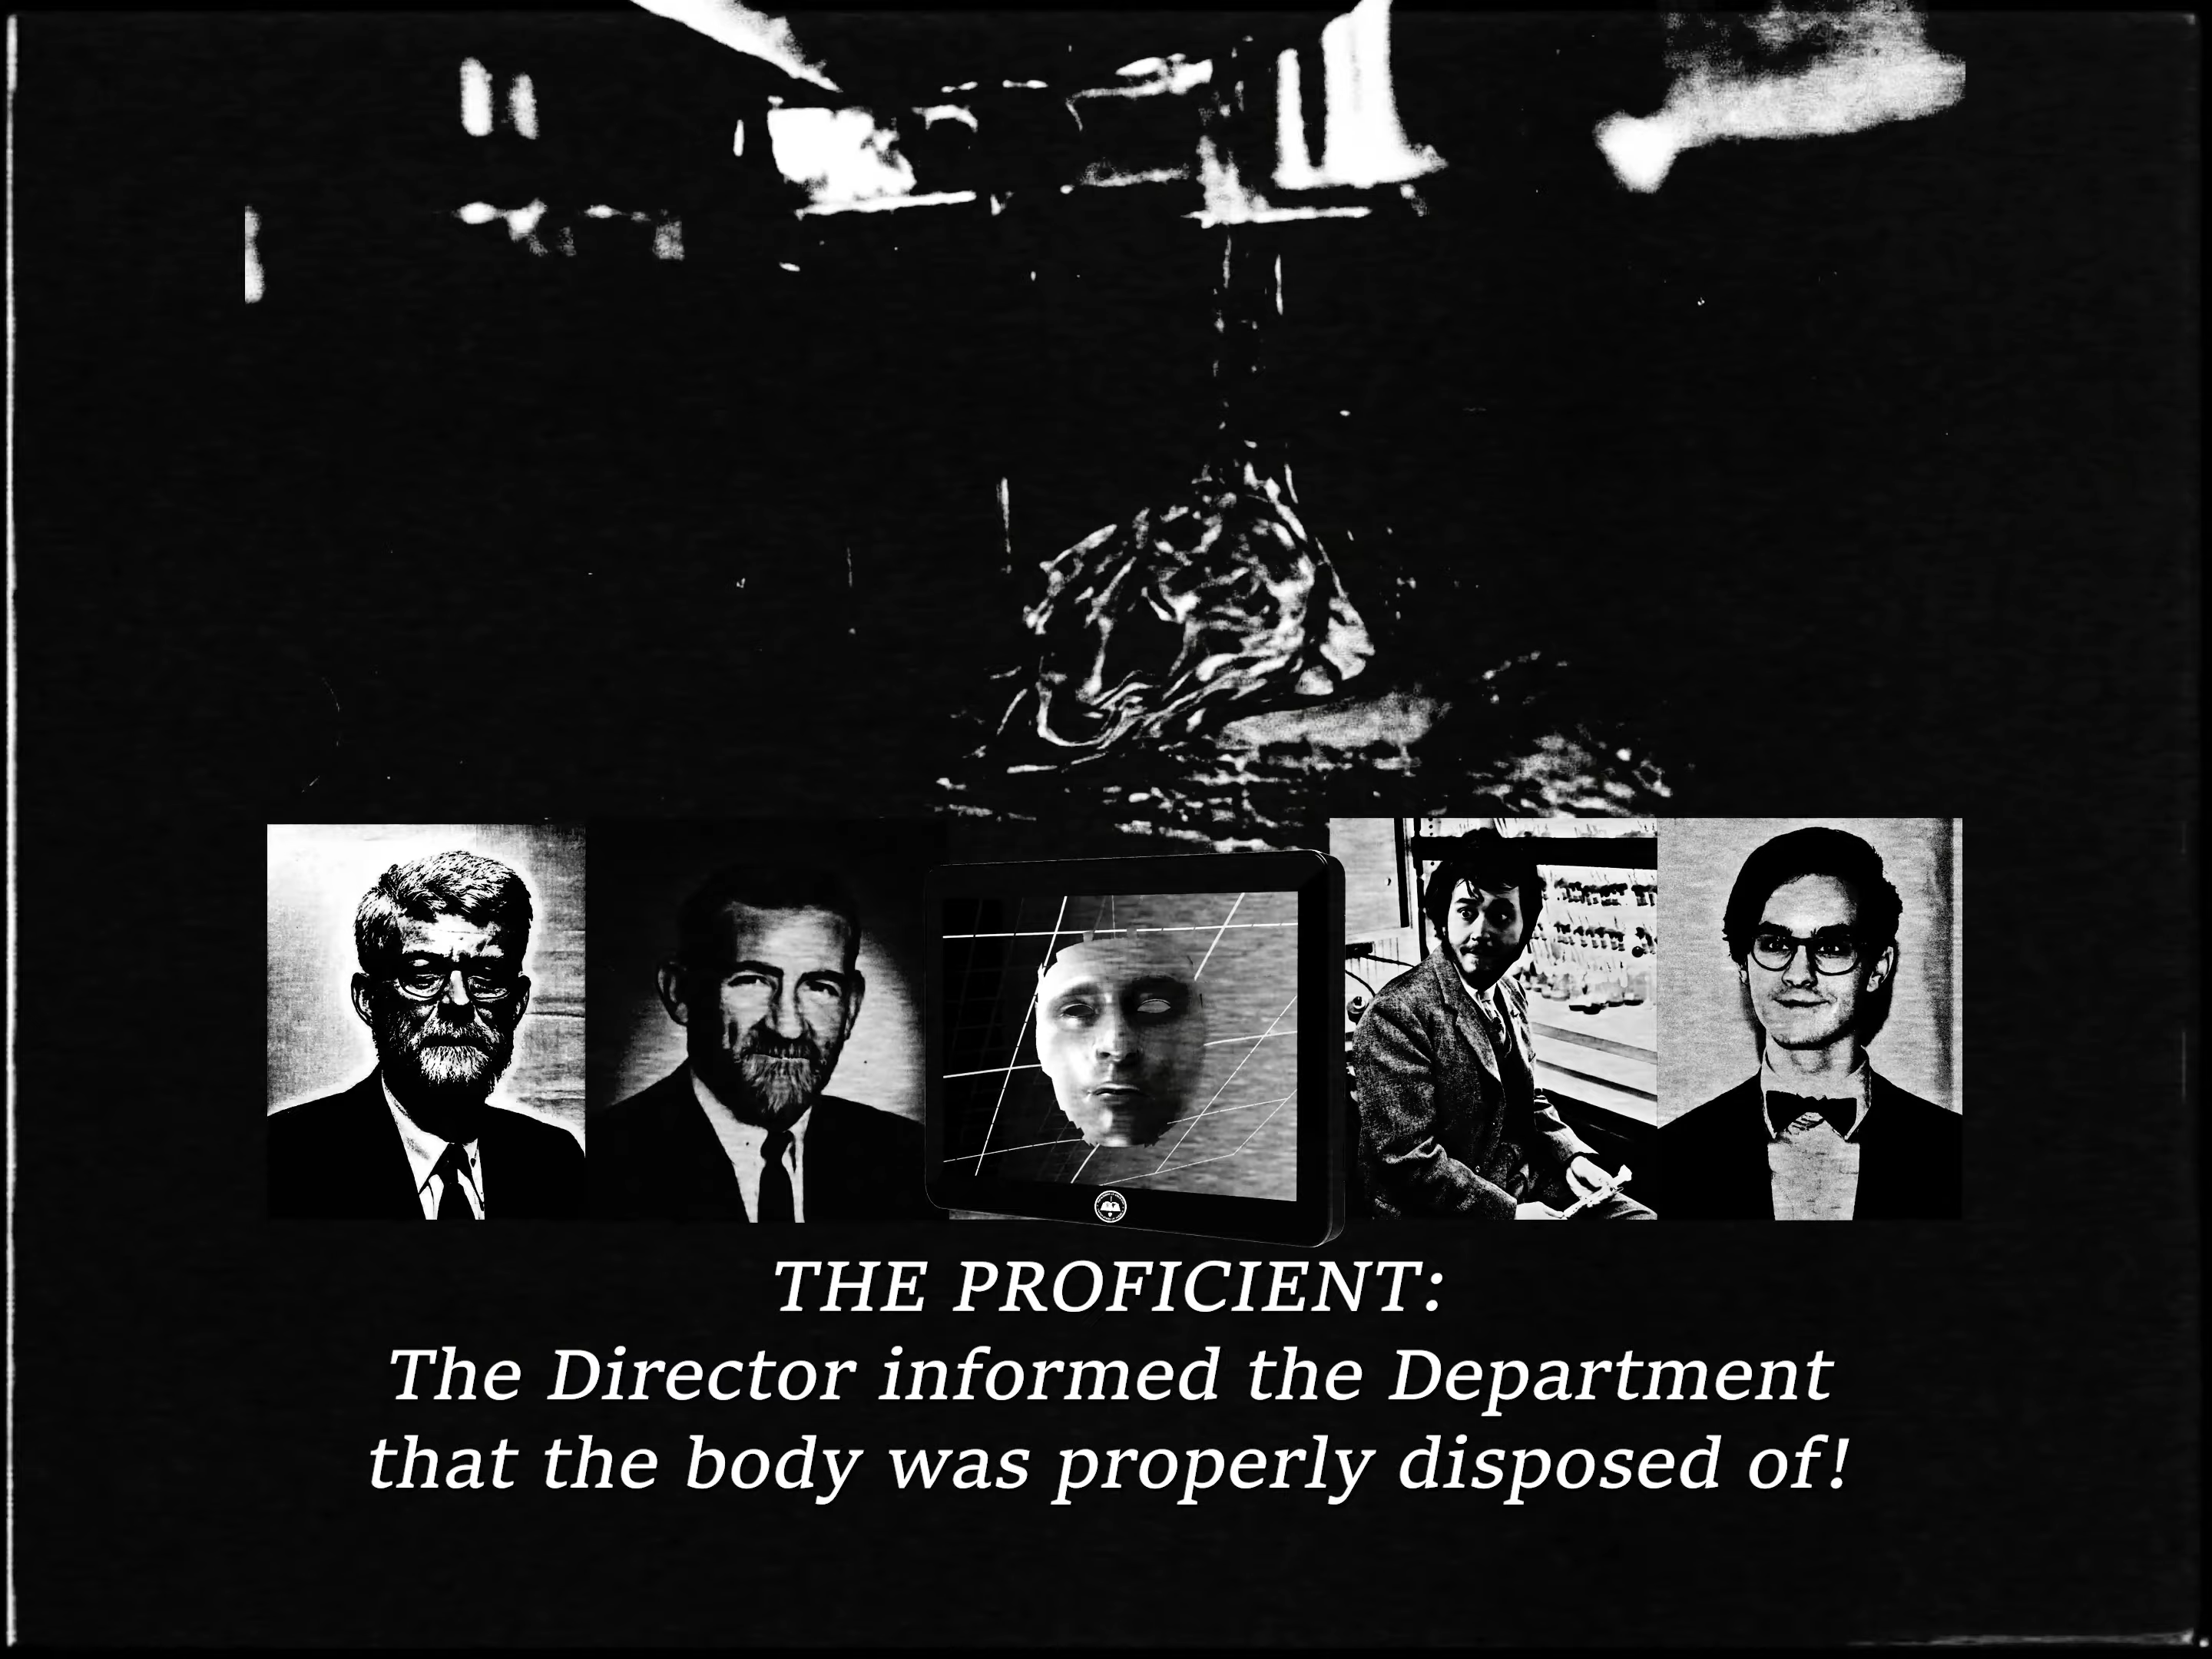 THE PROFICIENT:
The Director informed the Department
that the body was properly disposed of!